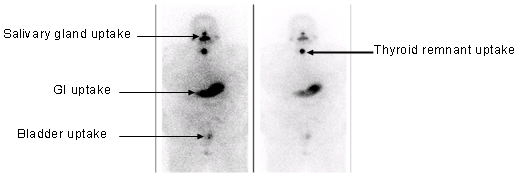 Salivary gland uptake
Thyroid remnant uptake
GI uptake
Bladder uptake